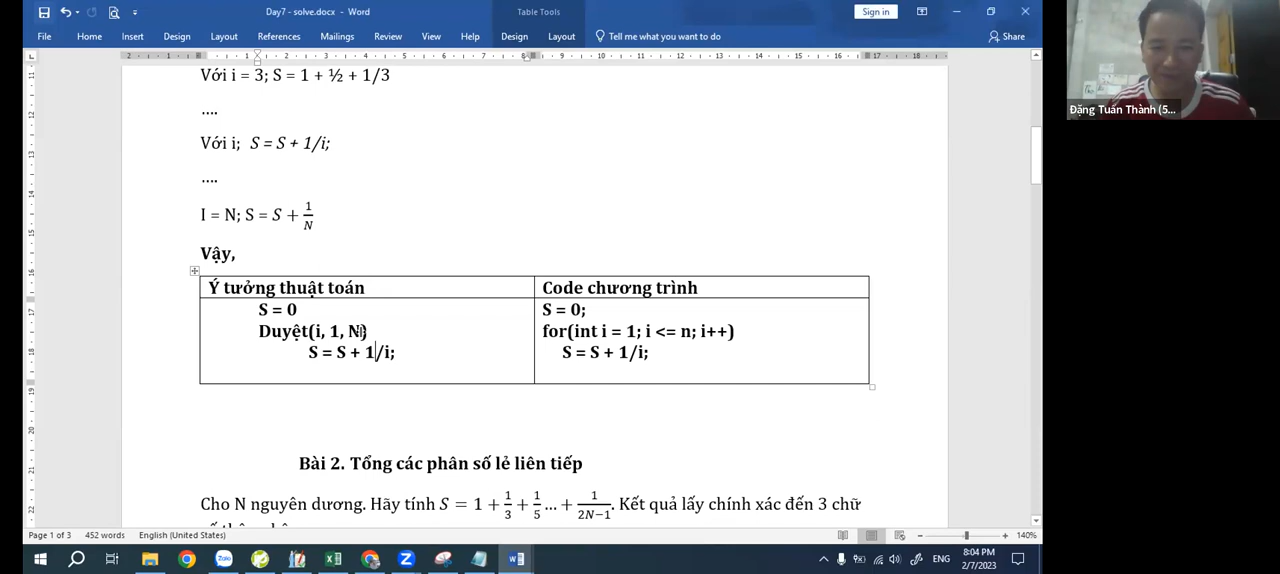 Day7 - solve.docx - Word
Table Tools
Sign in
File Home Insert Design Layout References Mailings Review View Help Design Layout Tell me what you want to do Share
Với i = 3; S = 1 + ½ + 1/3
....
Với i; S = S + 1/i;
....
I = N; S = S + 1/N
Vậy,
Ý tưởng thuật toán
Code chương trình
S = 0
S = 0;
Duyệt(i, 1, N)
for(int i = 1; i <= n; i++)
S = S + 1/i;
S = S + 1/i;
Bài 2. Tổng các phân số lẻ liên tiếp
Cho N nguyên dương. Hãy tính S = 1 + 1/3 + 1/5 ... + 1/2N−1. Kết quả lấy chính xác đến 3 chữ
Page 1 of 3 452 words English (United States) 140%
ENG
8:04 PM
2/7/2023
Đặng Tuấn Thành (5...